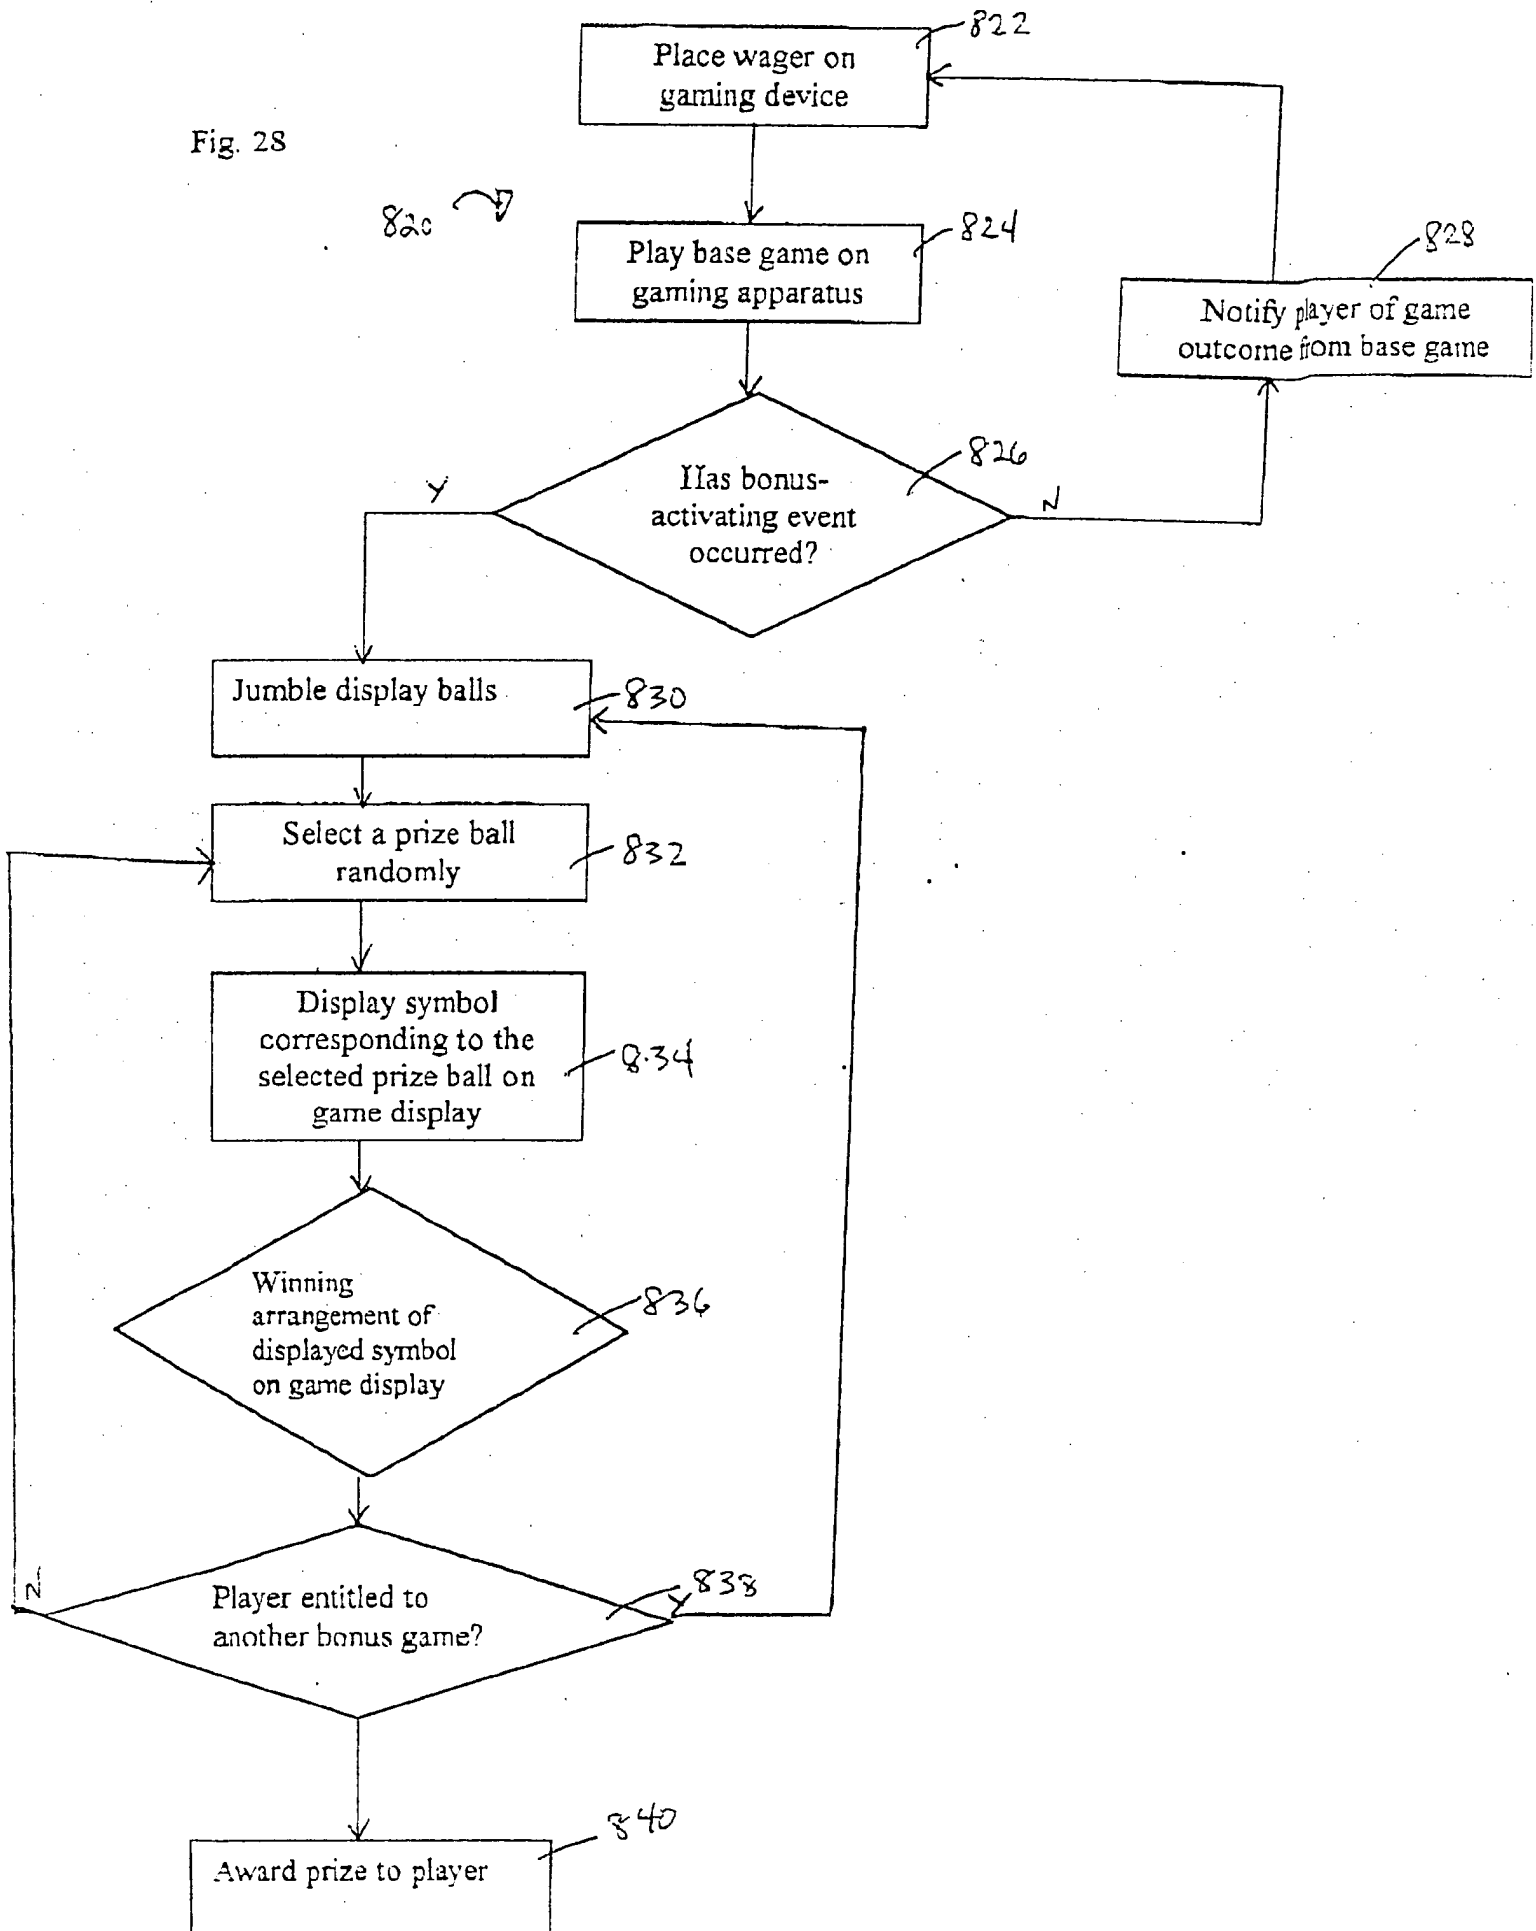 822
Place wager on
gaming device
Fig. 28
820
824
Play base game on
gaming apparatus
828
Notify player of game
outcome from base game
826
Has bonus-
activating event
occurred?
Y
N
Jumble display balls
830
Select a prize ball
randomly
832
Display symbol
corresponding to the
selected prize ball on
game display
834
Winning
arrangement of
displayed symbol
on game display
836
N
Player entitled to
another bonus game?
838
Y
840
Award prize to player